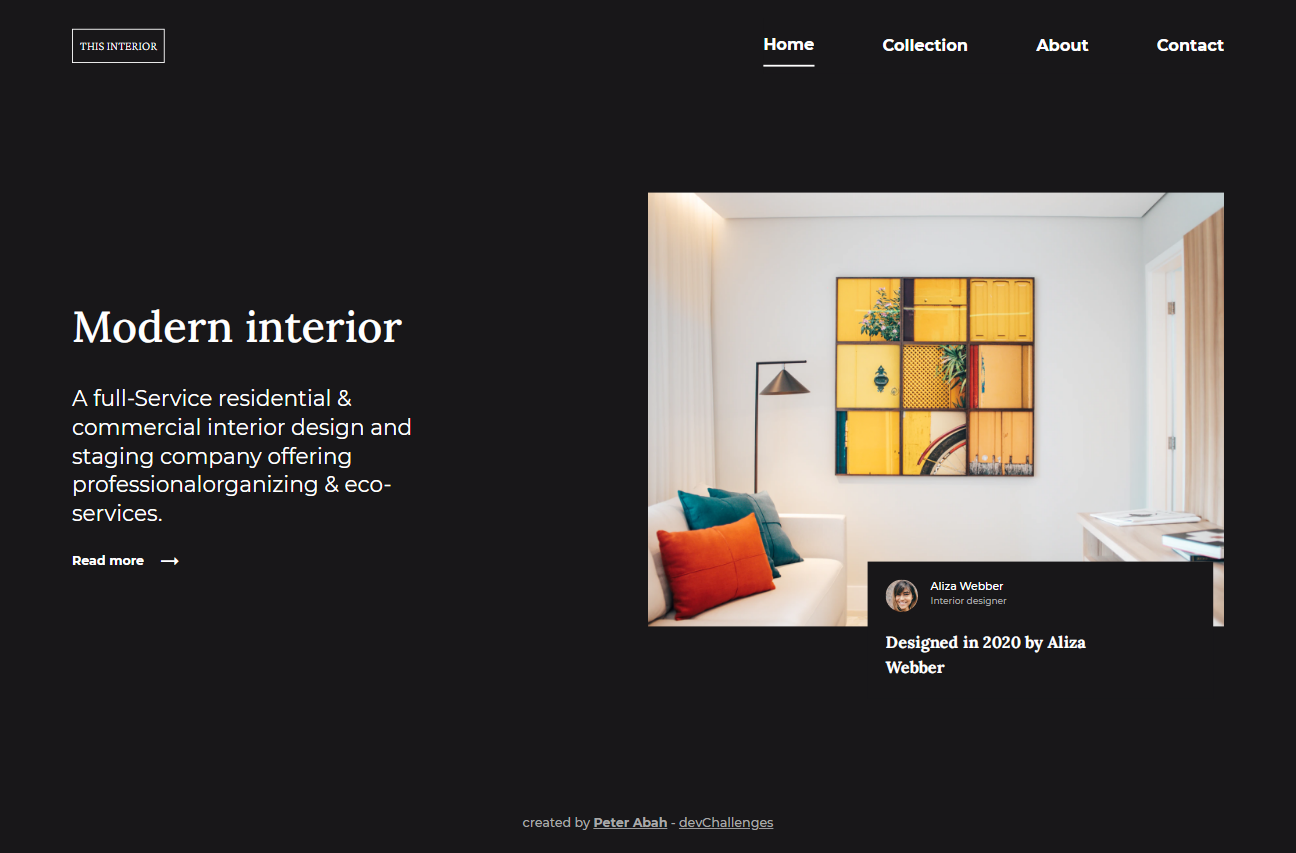 THIS INTERIOR
Home
Collection
About
Contact
Modern interior
A full-Service residential &
commercial interior design and
staging company offering
professionalorganizing & eco-
services.
Read more
Aliza Webber
Interior designer
Designed in 2020 by Aliza
Webber
created by Peter Abah - devChallenges